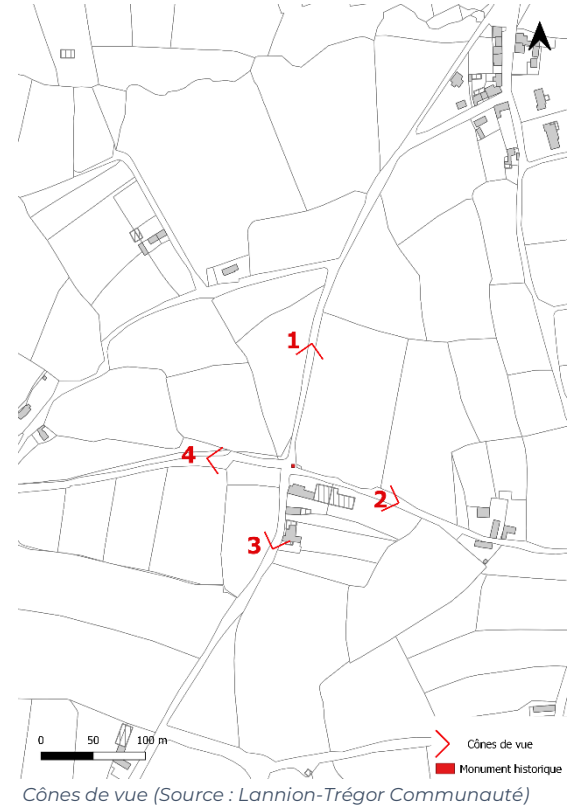 1
4
2
3
0 50 100 m
Cônes de vue
Monument historique
Cônes de vue (Source : Lannion-Trégor Communauté)